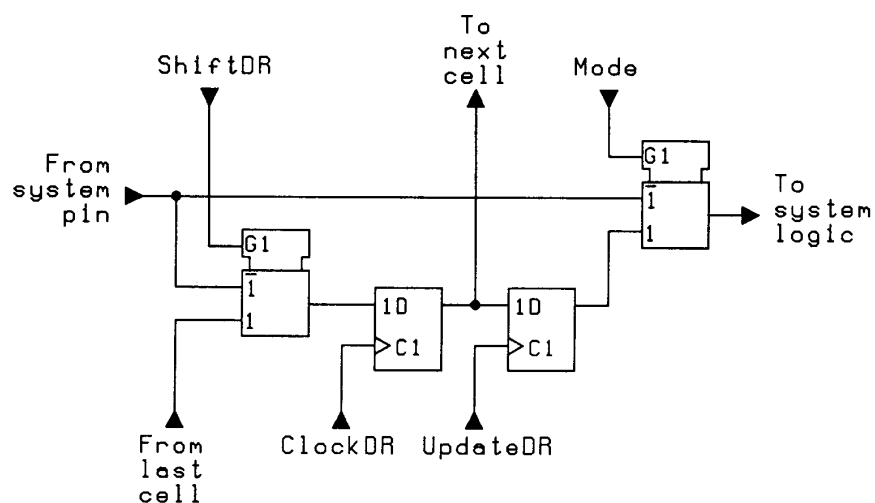 To
next
cell
ShiftDR
Mode
From
system
pin
G1
1
1
To
system
logic
G1
1
1
1D
C1
1D
C1
From
last
cell
ClockDR
UpdateDR